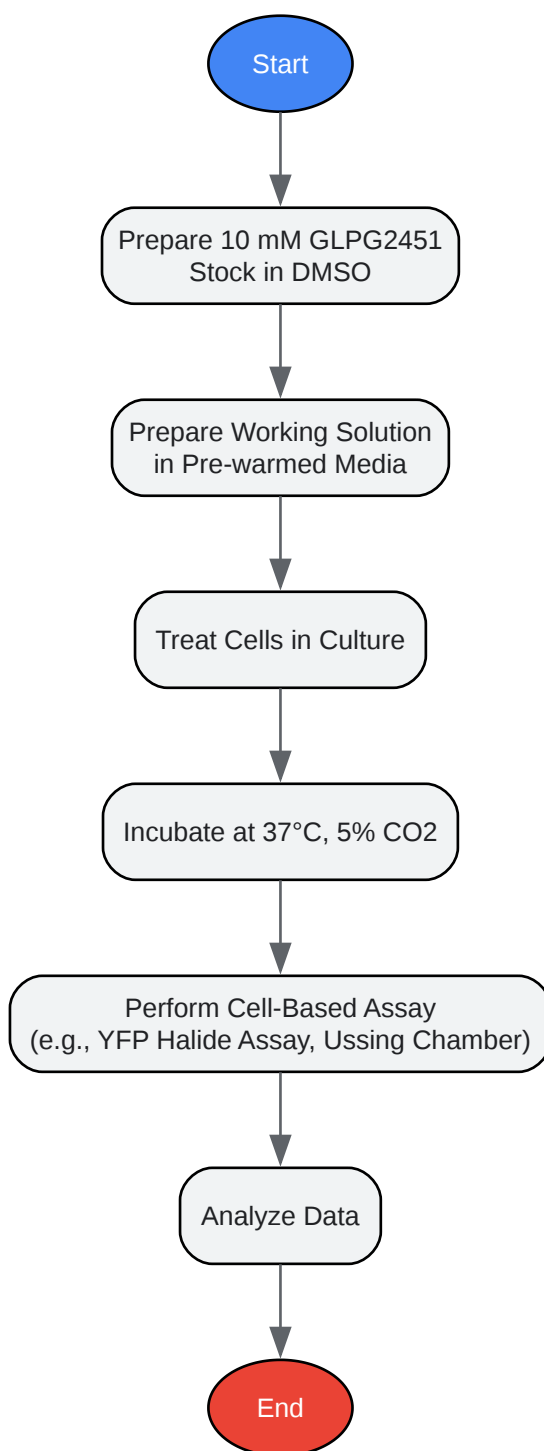 Start
Prepare 10 mM GLPG2451
Stock in DMSO
Prepare Working Solution
in Pre-warmed Media
Treat Cells in Culture
Incubate at 37°C, 5% CO2
Perform Cell-Based Assay
(e.g., YFP Halide Assay, Ussing Chamber)
Analyze Data
End